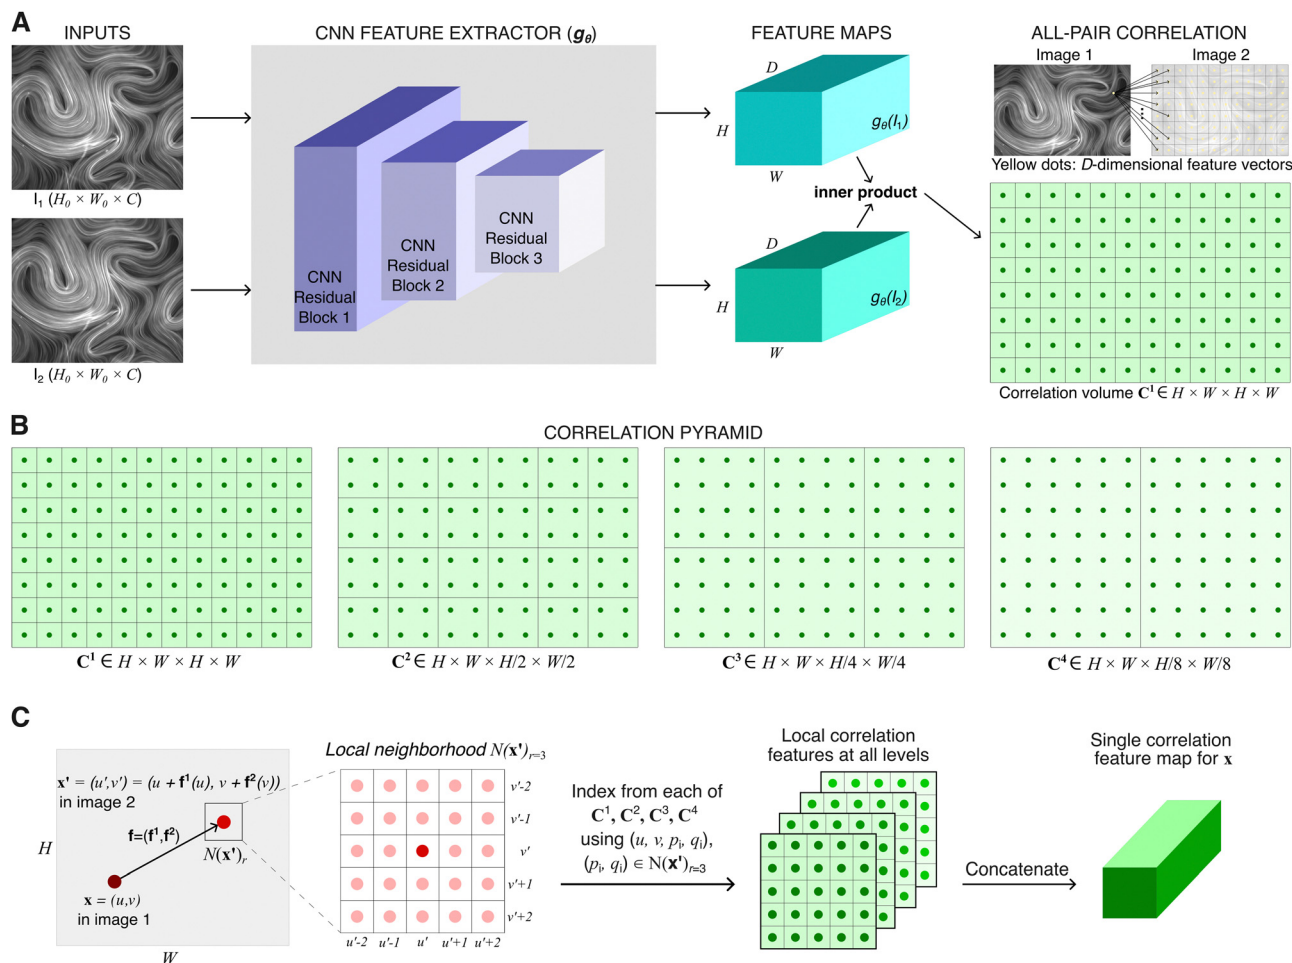 A
INPUTS
CNN FEATURE EXTRACTOR (gθ)
FEATURE MAPS
ALL-PAIR CORRELATION
Image 1
Image 2
I₁ (H₀ × W₀ × C)
I₂ (H₀ × W₀ × C)
CNN
Residual
Block 1
CNN
Residual
Block 2
CNN
Residual
Block 3
D
H
W
gθ(I₁)
inner product
D
H
W
gθ(I₂)
Yellow dots: D-dimensional feature vectors
Correlation volume C¹ ∈ H × W × H × W
B
CORRELATION PYRAMID
C¹ ∈ H × W × H × W
C² ∈ H × W × H/2 × W/2
C³ ∈ H × W × H/4 × W/4
C⁴ ∈ H × W × H/8 × W/8
C
x' = (u',v') = (u + f¹(u), v + f²(v))
in image 2
f=(f¹,f²)
N(x')r
x = (u,v)
in image 1
H
W
Local neighborhood N(x')r=3
v'-2
v'-1
v'
v'+1
v'+2
u'-2 u'-1 u' u'+1 u'+2
Index from each of
C¹, C², C³, C⁴
using (u, v, pᵢ, qᵢ),
(pᵢ, qᵢ) ∈ N(x')r=3
Local correlation
features at all levels
Concatenate
Single correlation
feature map for x